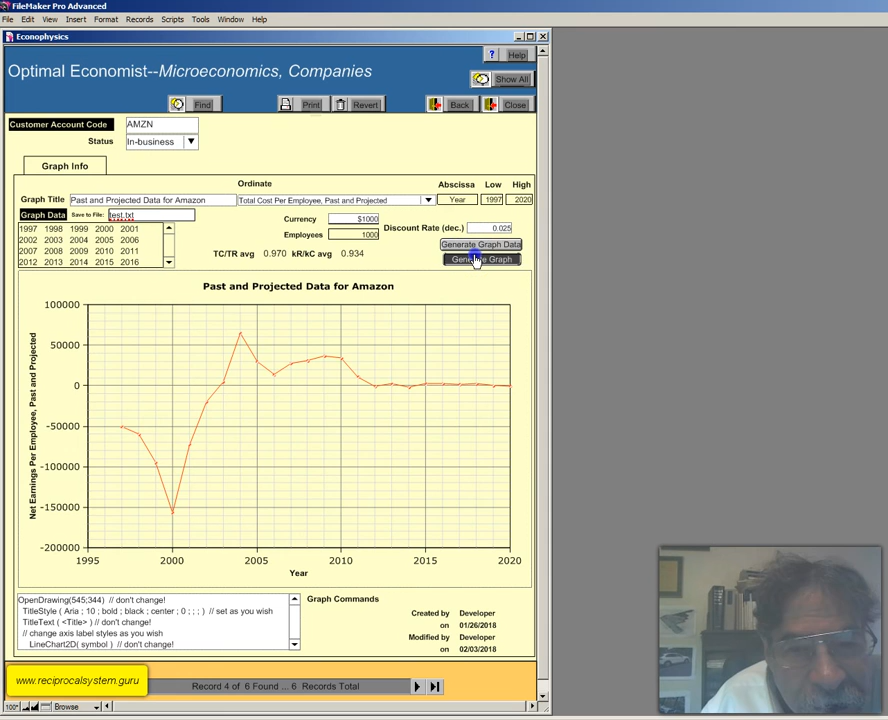 FileMaker Pro Advanced
File Edit View Insert Format Records Scripts Tools Window Help
Econophysics
? Help
Optimal Economist--Microeconomics, Companies
Show All
Find Print Revert Back Close
Customer Account Code AMZN
Status In-business
Graph Info
Ordinate Abscissa Low High
Graph Title Past and Projected Data for Amazon Total Cost Per Employee, Past and Projected Year 1997 2020
Graph Data Save to File: test.txt
Currency $1000 Discount Rate (dec.) 0.025
Employees 1000
1997 1998 1999 2000 2001
2002 2003 2004 2005 2006
2007 2008 2009 2010 2011
2012 2013 2014 2015 2016
TC/TR avg 0.970 kR/kC avg 0.934
Generate Graph Data
Generate Graph
Past and Projected Data for Amazon
Net Earnings Per Employee, Past and Projected
100000
50000
0
-50000
-100000
-150000
-200000
1995 2000 2005 2010 2015 2020
Year
OpenDrawing(545;344) // don't change!
TitleStyle ( Aria ; 10 ; bold ; black ; center ; 0 ; ; ; ) // set as you wish
TitleText ( <Title> ) // don't change!
// change axis label styles as you wish
LineChart2D( symbol ) // don't change!
Graph Commands
Created by Developer
on 01/26/2018
Modified by Developer
on 02/03/2018
www.reciprocalsystem.guru
Record 4 of 6 Found ... 6 Records Total
100 Browse